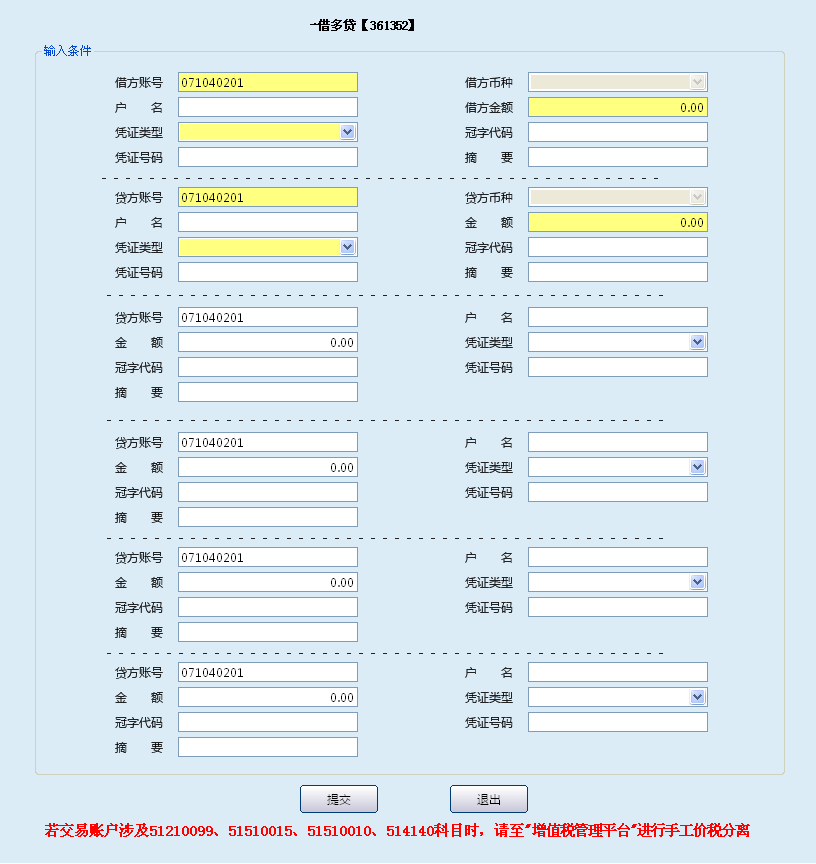 一借多贷【361352】
输入条件
借方账号 071040201 借方币种
户 名 借方金额 0.00
凭证类型 冠字代码
凭证号码 摘 要
贷方账号 071040201 贷方币种
户 名 金 额 0.00
凭证类型 冠字代码
凭证号码 摘 要
贷方账号 071040201 户 名
金 额 0.00 凭证类型
冠字代码 凭证号码
摘 要
贷方账号 071040201 户 名
金 额 0.00 凭证类型
冠字代码 凭证号码
摘 要
贷方账号 071040201 户 名
金 额 0.00 凭证类型
冠字代码 凭证号码
摘 要
贷方账号 071040201 户 名
金 额 0.00 凭证类型
冠字代码 凭证号码
摘 要
提交 退出
若交易账户涉及51210099、51510015、51510010、514140科目时，请至"增值税管理平台"进行手工价税分离